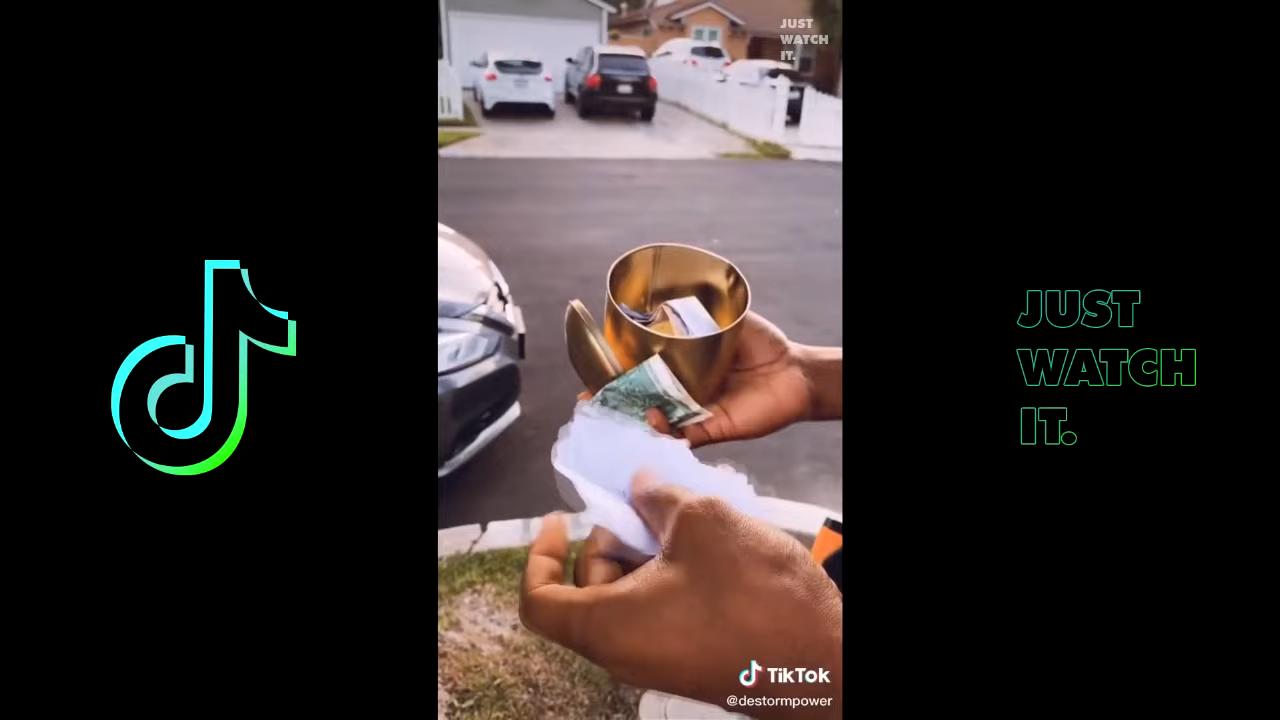 JUST
WATCH
IT.
JUST
WATCH
IT.
TikTok
@destormpower